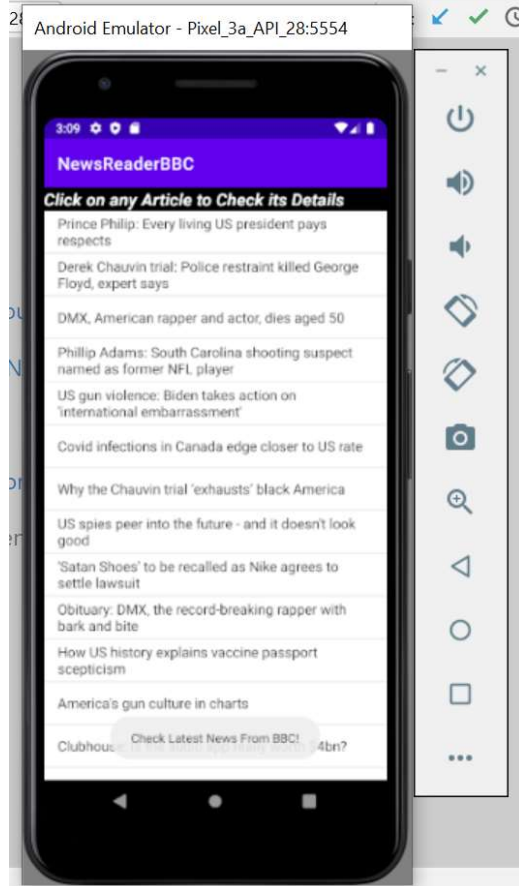 Android Emulator - Pixel_3a_API_28:5554
3:09
NewsReaderBBC
Click on any Article to Check its Details
Prince Philip: Every living US president pays
respects
Derek Chauvin trial: Police restraint killed George
Floyd, expert says
DMX, American rapper and actor, dies aged 50
Phillip Adams: South Carolina shooting suspect
named as former NFL player
US gun violence: Biden takes action on
'international embarrassment'
Covid infections in Canada edge closer to US rate
Why the Chauvin trial 'exhausts' black America
US spies peer into the future - and it doesn't look
good
'Satan Shoes' to be recalled as Nike agrees to
settle lawsuit
Obituary: DMX, the record-breaking rapper with
bark and bite
How US history explains vaccine passport
scepticism
America's gun culture in charts
Check Latest News From BBC!
4bn?